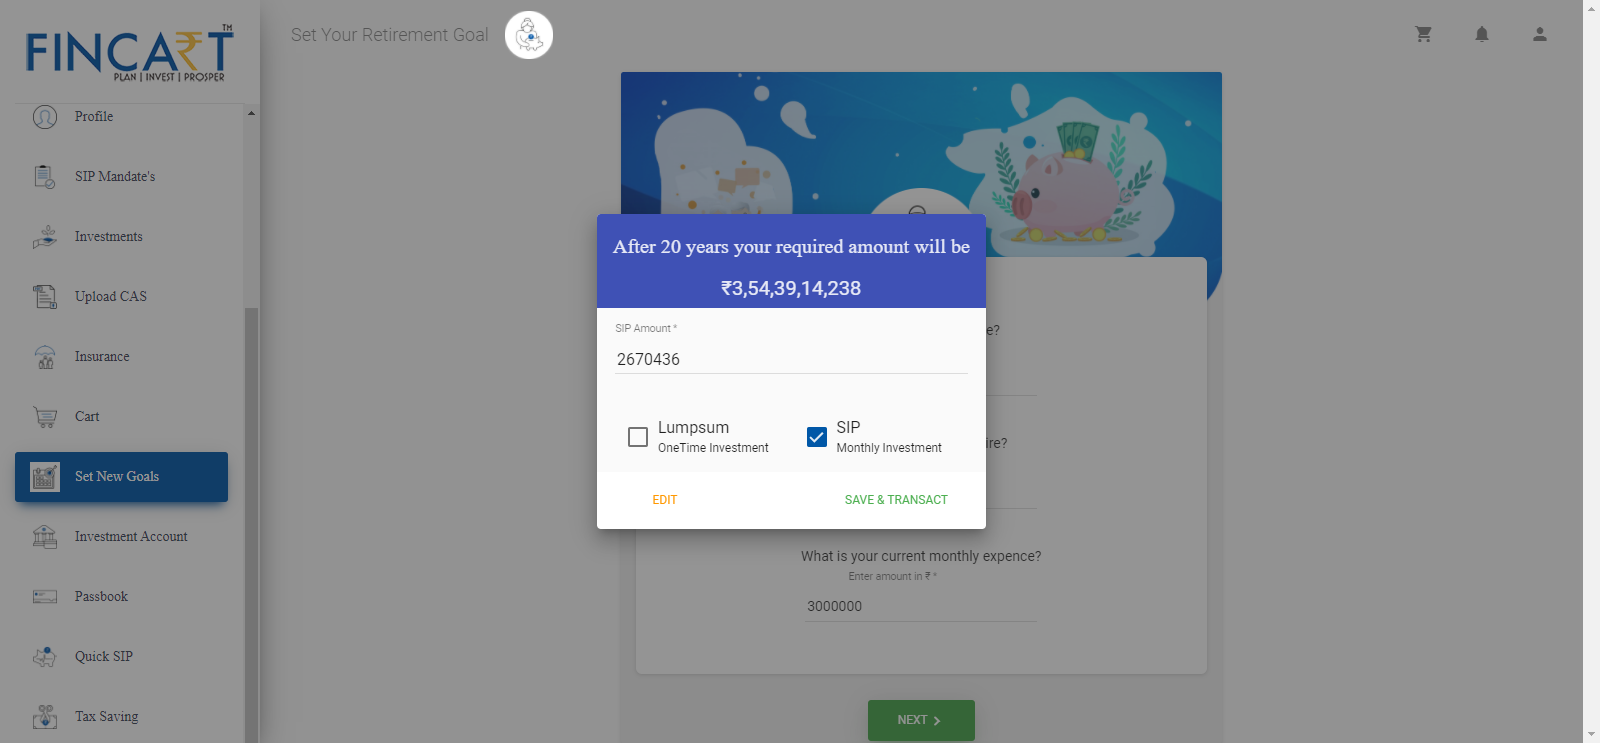 FINCART™
PLAN | INVEST | PROSPER
Profile
SIP Mandate's
Investments
Upload CAS
Insurance
Cart
Set New Goals
Investment Account
Passbook
Quick SIP
Tax Saving
Set Your Retirement Goal
After 20 years your required amount will be
₹3,54,39,14,238
SIP Amount *
2670436
Lumpsum
OneTime Investment
SIP
Monthly Investment
EDIT
SAVE & TRANSACT
e?
ire?
What is your current monthly expence?
Enter amount in ₹ *
3000000
NEXT